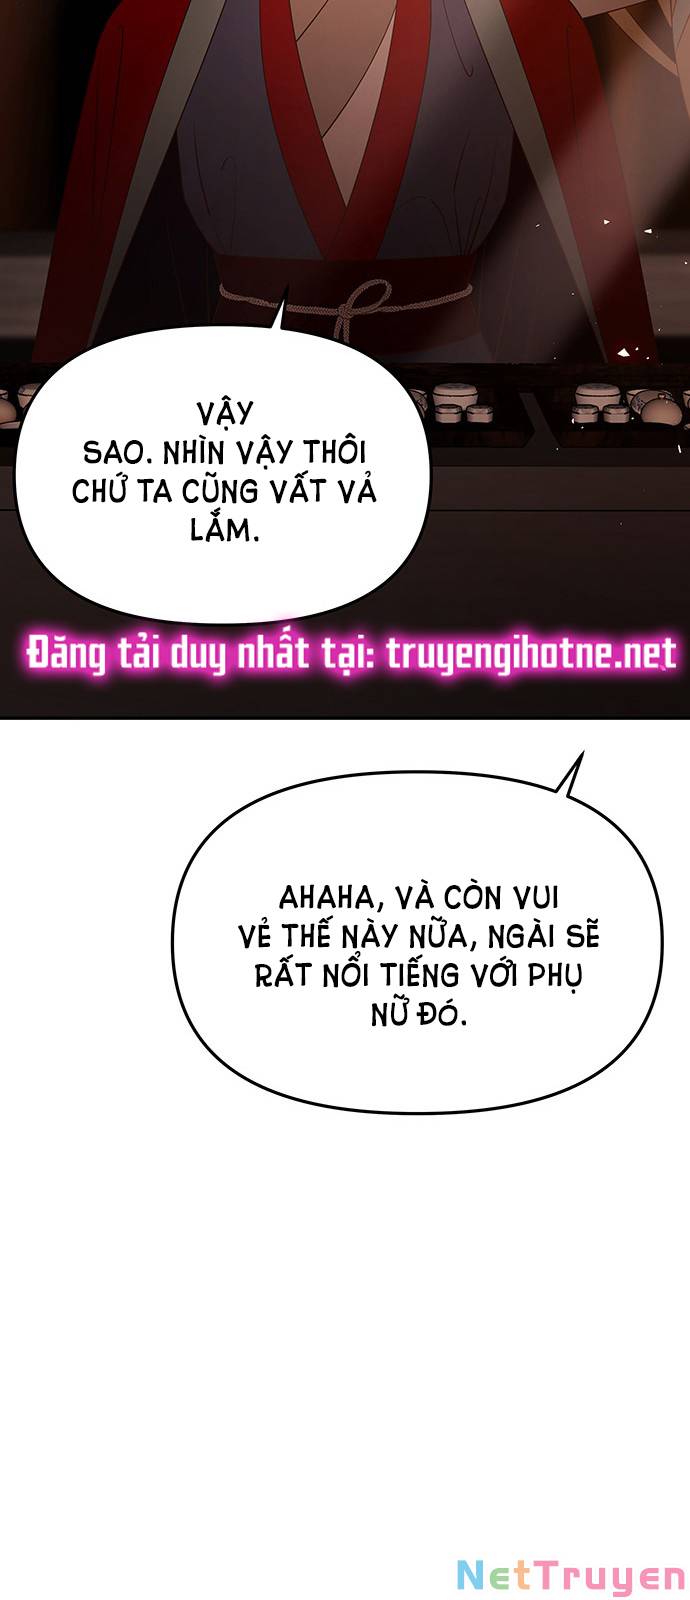 VẬY
SAO. NHÌN VẬY THÔI
CHỨ TA CŨNG VẤT VẢ
LẮM.
Đăng tải duy nhất tại: truyengihotne.net
AHAHA, VÀ CÒN VUI
VẺ THẾ NÀY NỮA, NGÀI SẼ
RẤT NỔI TIẾNG VỚI PHỤ
NỮ ĐÓ.
NetTruyen